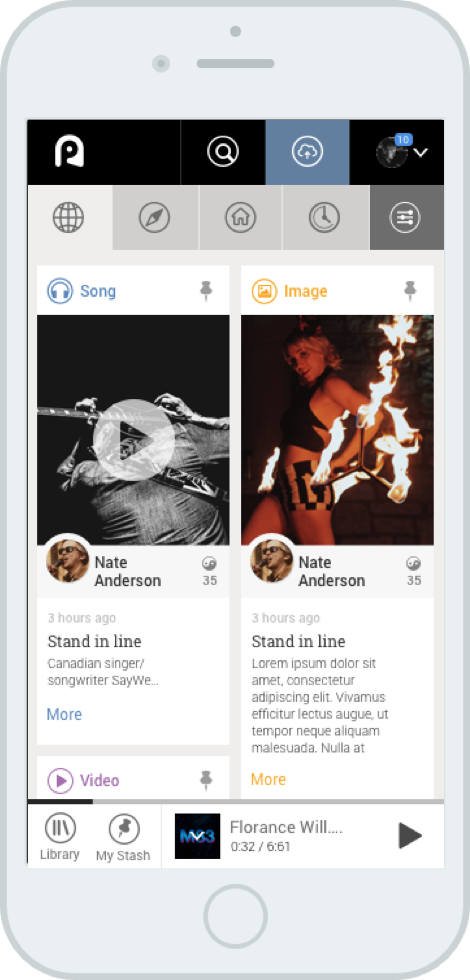 10
Song
Image
Nate
Anderson
35
Nate
Anderson
35
3 hours ago
Stand in line
Canadian singer/
songwriter SayWe...
More
3 hours ago
Stand in line
Lorem ipsum dolor sit
amet, consectetur
adipiscing elit. Vivamus
efficitur lectus augue, ut
tempor neque aliquam
malesuada. Nulla at
More
Video
Library
My Stash
M83
Florance Will....
0:32 / 6:61